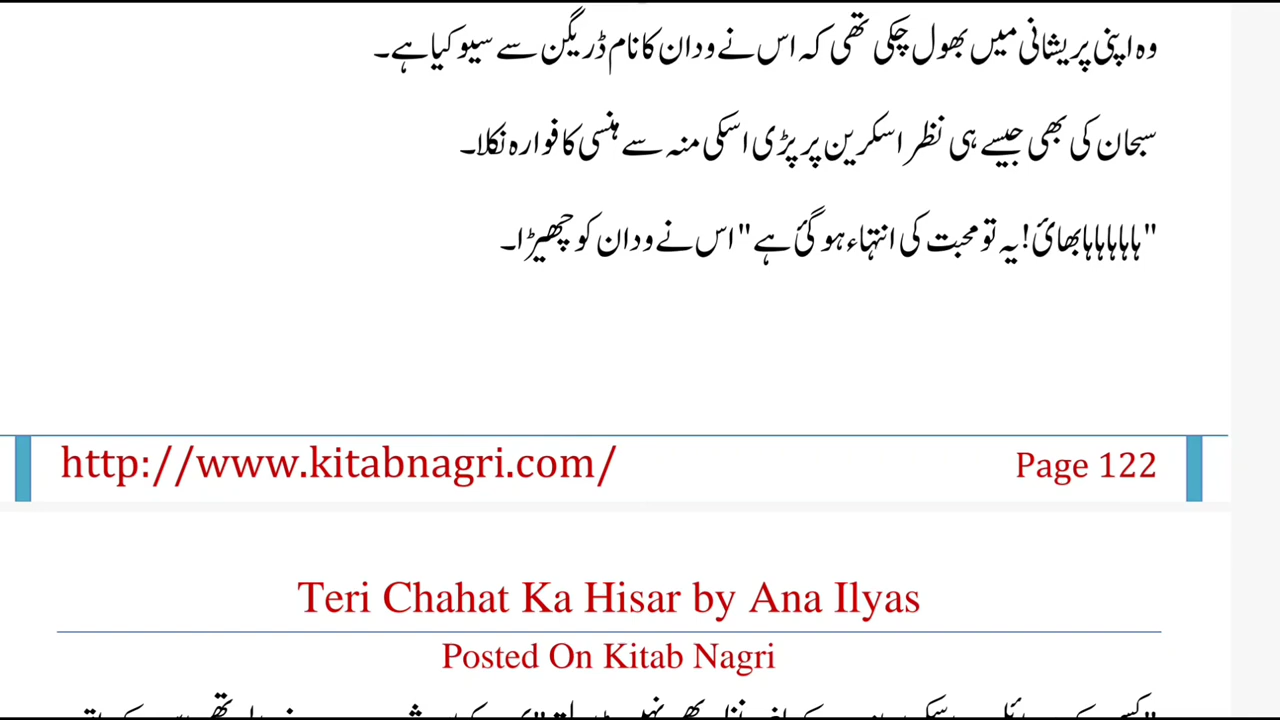 وہ اپنی پریشانی میں بھول چکی تھی کہ اس نے ودان کا نام ڈریگن سے سیو کیا ہے۔
سبحان کی بھی جیسے ہی نظر اسکرین پر پڑی اسکی منہ سے ہنسی کا فوارہ نکلا۔
"ہاہاہاہاہاہا بھائ! یہ تو محبت کی انتہاء ہو گئ ہے" اس نے ودان کو چھیڑا۔
http://www.kitabnagri.com/ Page 122
Teri Chahat Ka Hisar by Ana Ilyas
Posted On Kitab Nagri